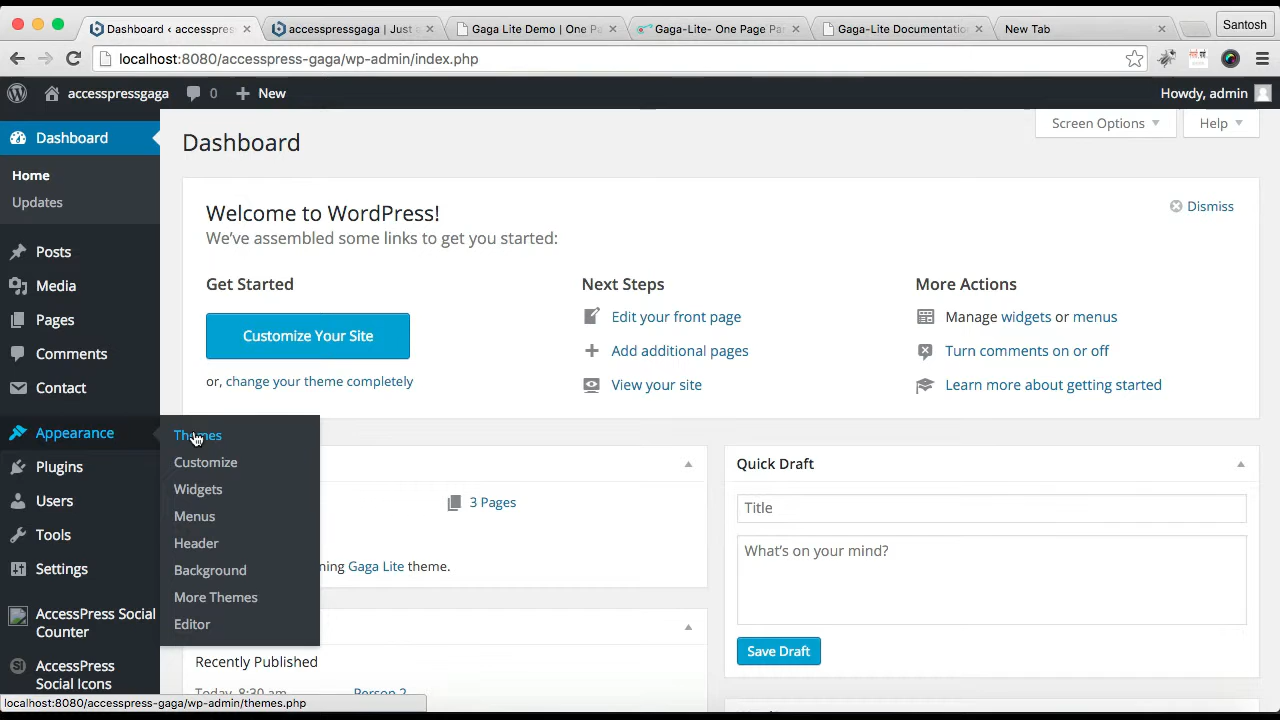 Dashboard ‹ accesspress
accesspressgaga | Just
Gaga Lite Demo | One P
Gaga-Lite- One Page Pa
Gaga-Lite Documentation
New Tab
Santosh
localhost:8080/accesspress-gaga/wp-admin/index.php
accesspressgaga
0
New
Howdy, admin
Dashboard
Home
Updates
Posts
Media
Pages
Comments
Contact
Appearance
Plugins
Users
Tools
Settings
AccessPress Social
Counter
AccessPress
Social Icons
Themes
Customize
Widgets
Menus
Header
Background
More Themes
Editor
Dashboard
Screen Options
Help
Welcome to WordPress!
We've assembled some links to get you started:
Dismiss
Get Started
Customize Your Site
or, change your theme completely
Next Steps
Edit your front page
Add additional pages
View your site
More Actions
Manage widgets or menus
Turn comments on or off
Learn more about getting started
3 Pages
Gaga Lite theme.
Recently Published
Today, 8:30 am
Person 2
Quick Draft
Title
What's on your mind?
Save Draft
localhost:8080/accesspress-gaga/wp-admin/themes.php